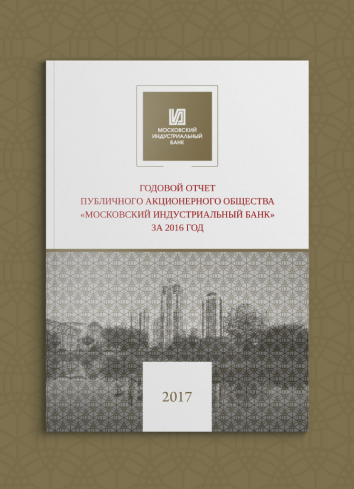 МОСКОВСКИЙ
ИНДУСТРИАЛЬНЫЙ
БАНК
ГОДОВОЙ ОТЧЕТ
ПУБЛИЧНОГО АКЦИОНЕРНОГО ОБЩЕСТВА
«МОСКОВСКИЙ ИНДУСТРИАЛЬНЫЙ БАНК»
ЗА 2016 ГОД
2017